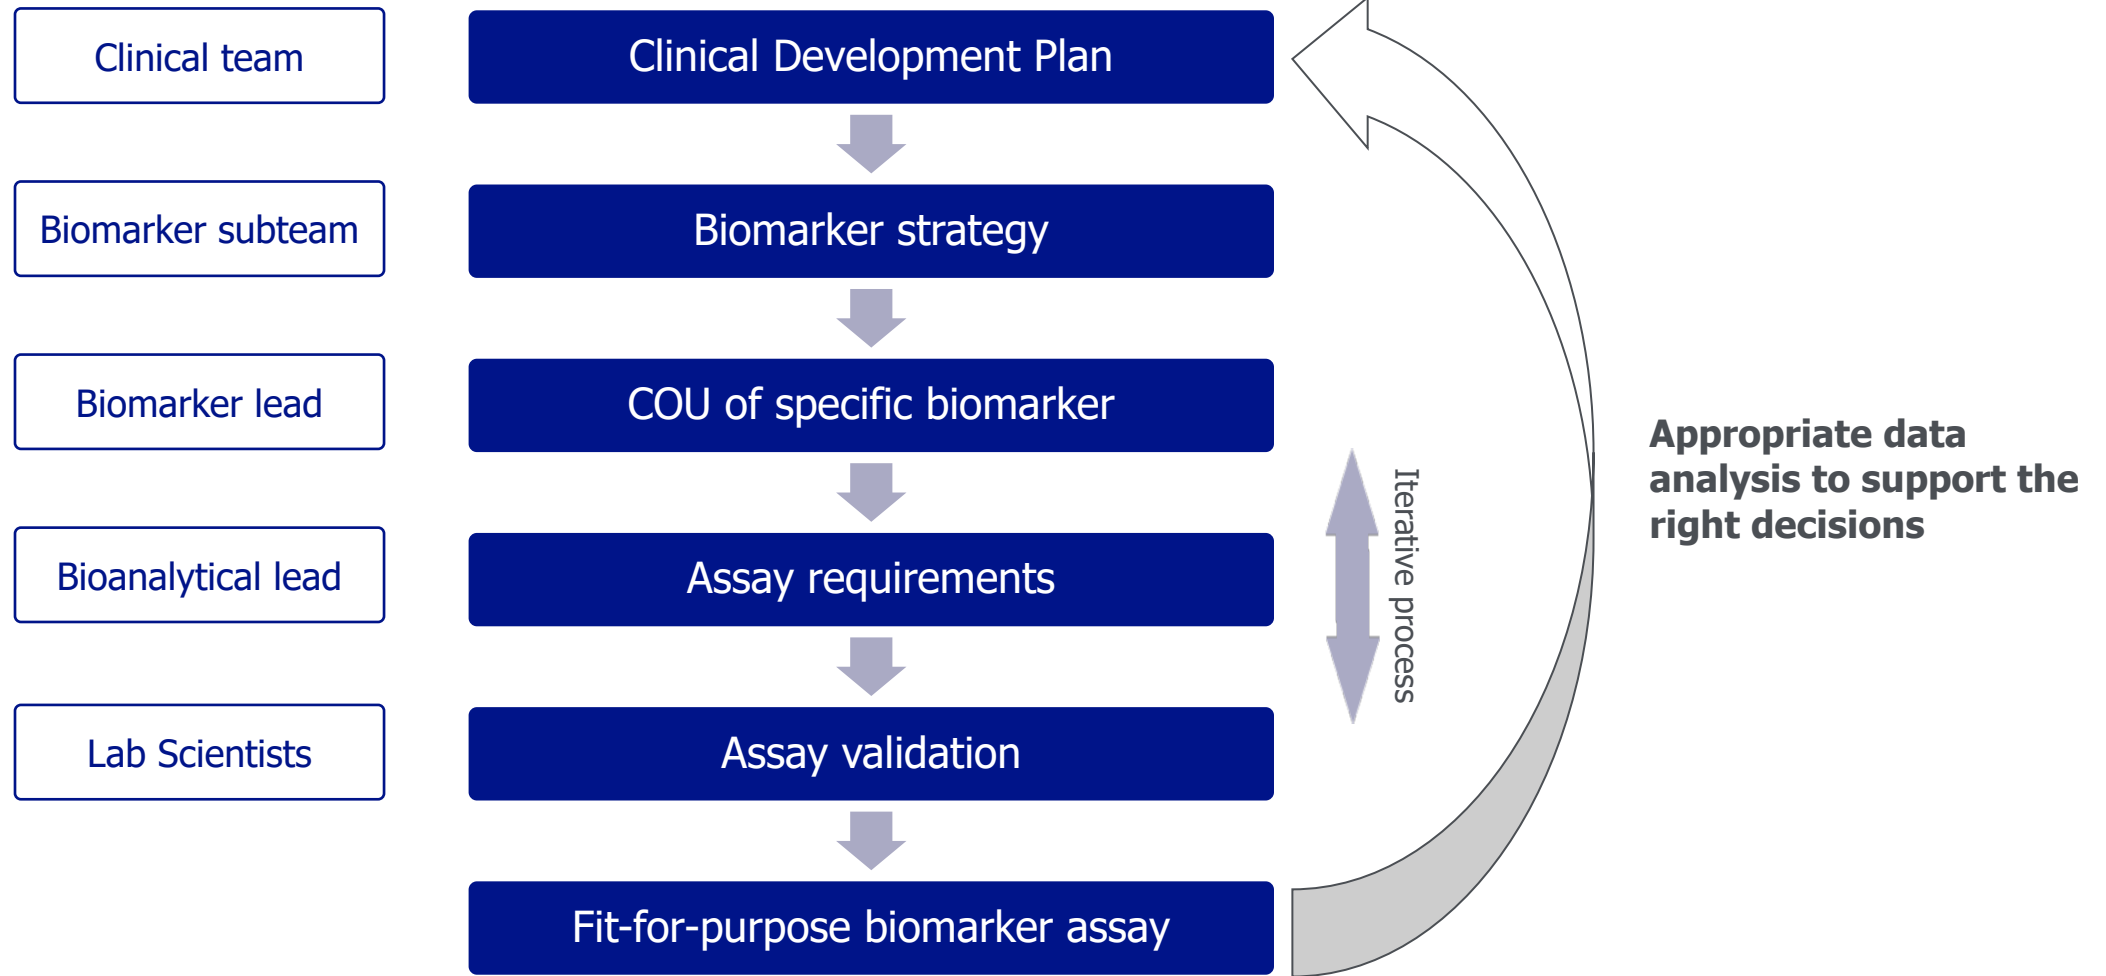 Clinical team
Clinical Development Plan
Biomarker subteam
Biomarker strategy
Biomarker lead
COU of specific biomarker
Bioanalytical lead
Assay requirements
Lab Scientists
Assay validation
Fit-for-purpose biomarker assay
Iterative process
Appropriate data
analysis to support the
right decisions